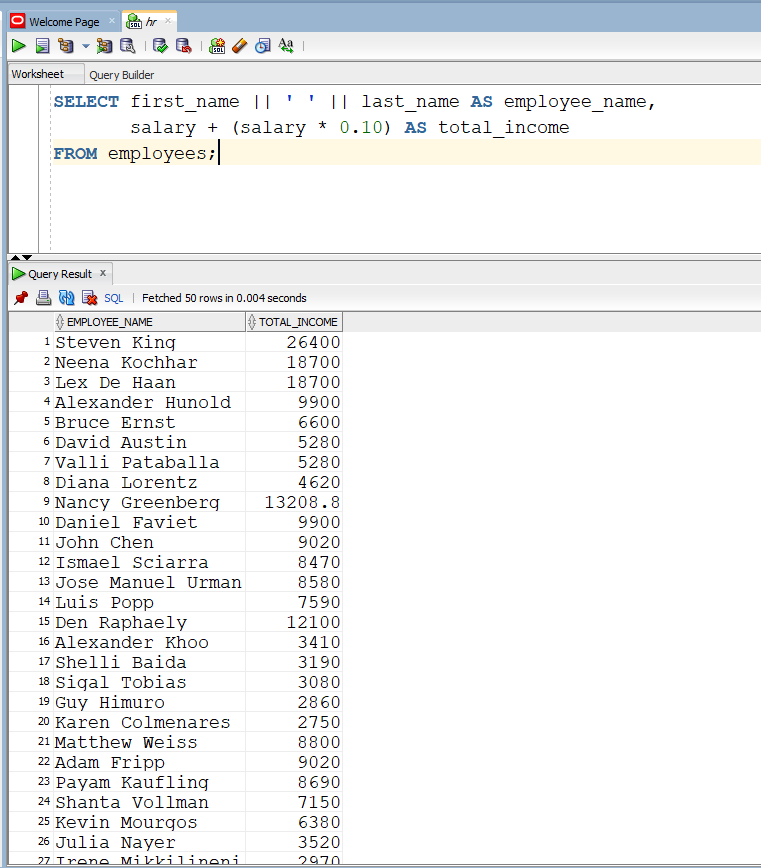 Welcome Page
hr
Worksheet Query Builder
SELECT first_name || ' ' || last_name AS employee_name,
salary + (salary * 0.10) AS total_income
FROM employees;
Query Result x
SQL | Fetched 50 rows in 0.004 seconds
EMPLOYEE_NAME TOTAL_INCOME
1 Steven King 26400
2 Neena Kochhar 18700
3 Lex De Haan 18700
4 Alexander Hunold 9900
5 Bruce Ernst 6600
6 David Austin 5280
7 Valli Pataballa 5280
8 Diana Lorentz 4620
9 Nancy Greenberg 13208.8
10 Daniel Faviet 9900
11 John Chen 9020
12 Ismael Sciarra 8470
13 Jose Manuel Urman 8580
14 Luis Popp 7590
15 Den Raphaely 12100
16 Alexander Khoo 3410
17 Shelli Baida 3190
18 Sigal Tobias 3080
19 Guy Himuro 2860
20 Karen Colmenares 2750
21 Matthew Weiss 8800
22 Adam Fripp 9020
23 Payam Kaufling 8690
24 Shanta Vollman 7150
25 Kevin Mourgos 6380
26 Julia Nayer 3520
27 Irene Mikkilineni 2970